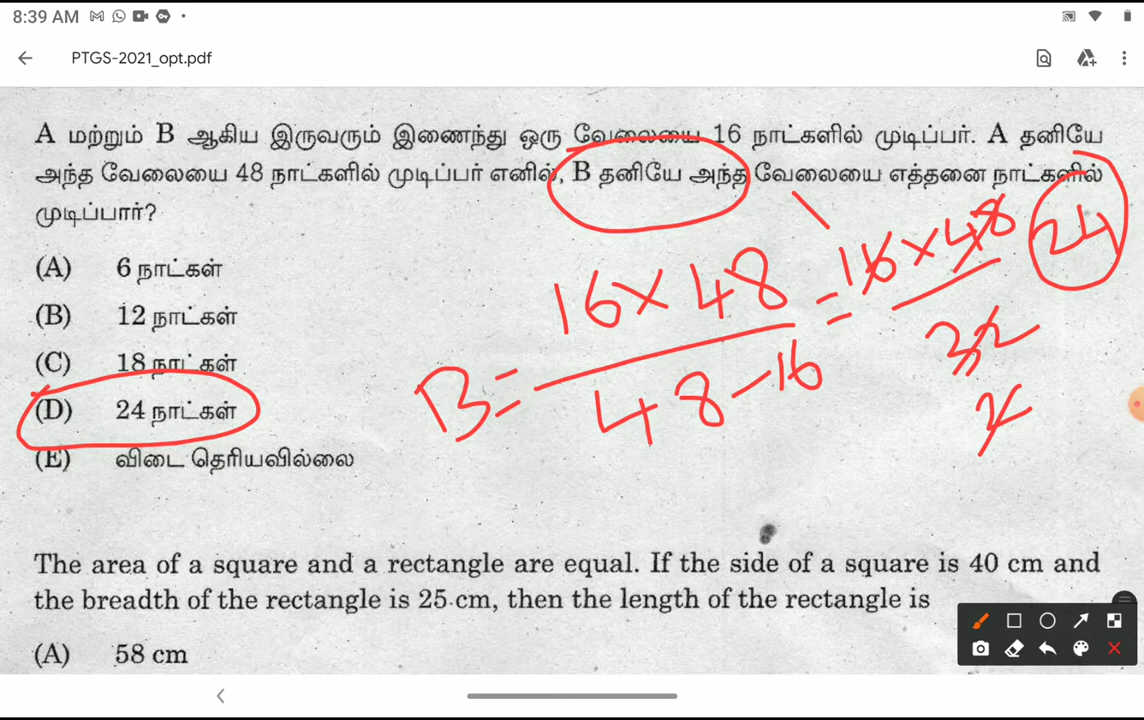 8:39 AM
PTGS-2021_opt.pdf
A மற்றும் B ஆகிய இருவரும் இணைந்து ஒரு வேலையை 16 நாட்களில் முடிப்பர். A தனியே
அந்த வேலையை 48 நாட்களில் முடிப்பர் எனில், B தனியே அந்த வேலையை எத்தனை நாட்களில்
முடிப்பார்?
(A) 6 நாட்கள்
(B) 12 நாட்கள்
(C) 18 நாட்கள்
(D) 24 நாட்கள்
(E) விடை தெரியவில்லை
B = 16 × 48 / 48 - 16 = 16 × 48 / 32
2
24
The area of a square and a rectangle are equal. If the side of a square is 40 cm and
the breadth of the rectangle is 25 cm, then the length of the rectangle is
(A) 58 cm